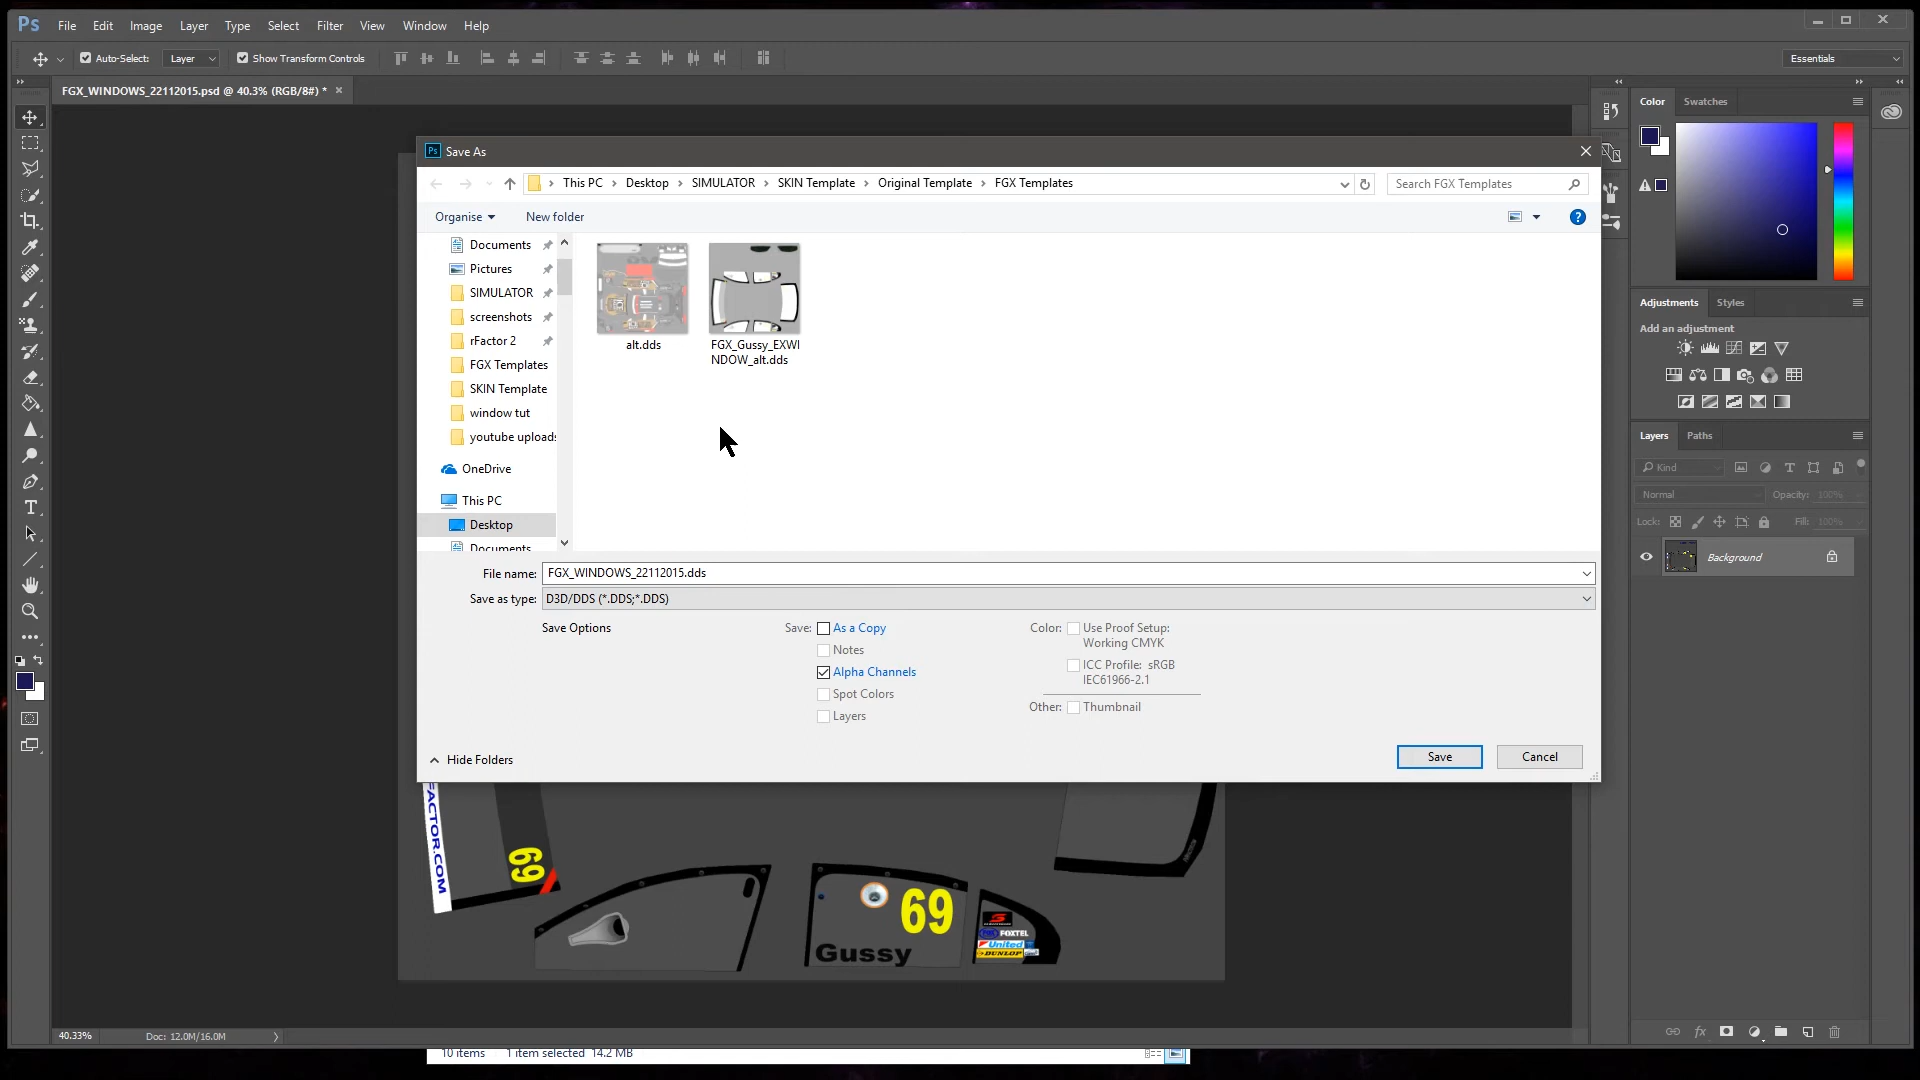 Ps File Edit Image Layer Type Select Filter View Window Help
Auto-Select: Layer Show Transform Controls Essentials
FGX_WINDOWS_22112015.psd @ 40.3% (RGB/8#) * ×
Color Swatches
Ps Save As
This PC > Desktop > SIMULATOR > SKIN Template > Original Template > FGX Templates
Search FGX Templates
Organise New folder
Documents
Pictures
SIMULATOR
screenshots
rFactor 2
FGX Templates
SKIN Template
window tut
youtube uploads
OneDrive
This PC
Desktop
Documents
alt.dds
FGX_Gussy_EXWI
NDOW_alt.dds
File name: FGX_WINDOWS_22112015.dds
Save as type: D3D/DDS (*.DDS;*.DDS)
Save Options
Save: As a Copy
Notes
Alpha Channels
Spot Colors
Layers
Color: Use Proof Setup:
Working CMYK
ICC Profile: sRGB
IEC61966-2.1
Other: Thumbnail
Hide Folders
Save Cancel
Adjustments Styles
Add an adjustment
Layers Paths
Kind
Normal Opacity: 100%
Lock: Fill: 100%
Background
FACTOR.COM
69
69
Gussy
FOXTEL
United
DUNLOP
40.33% Doc: 12.0M/16.0M
10 items 1 item selected 14.2 MB